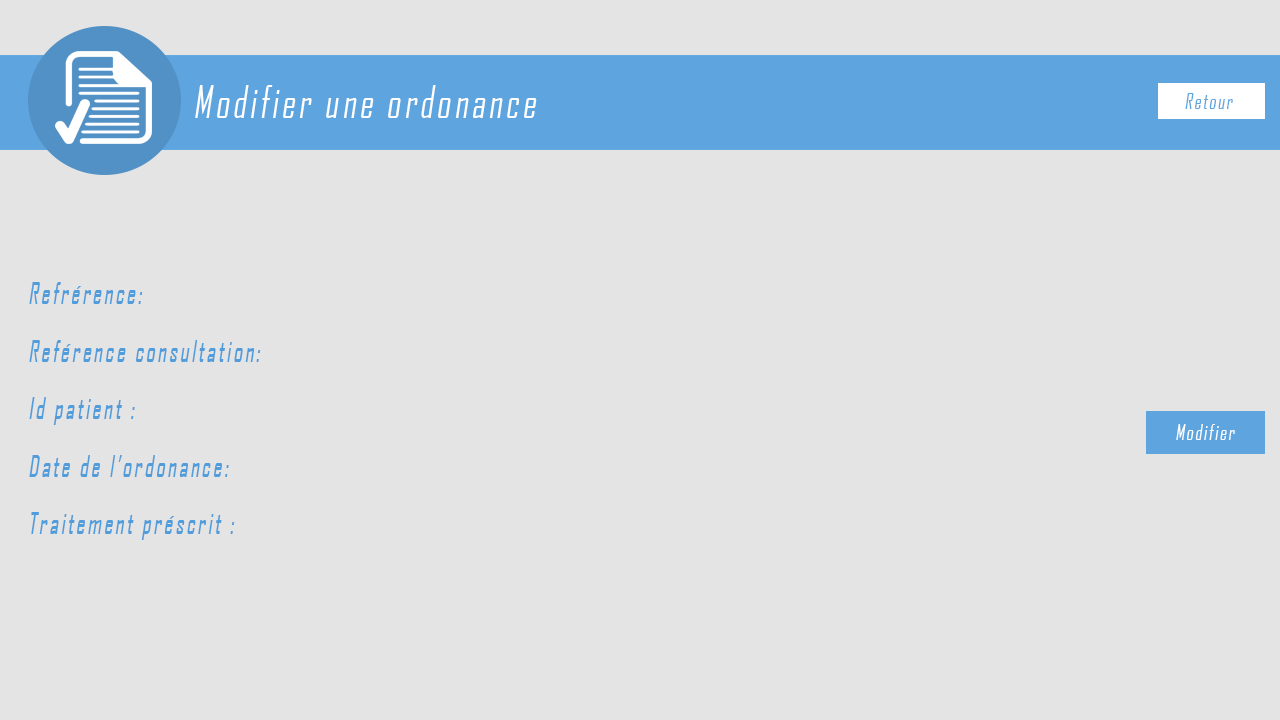 Modifier une ordonance
Retour
Refrérence:
Reférence consultation:
Id patient :
Date de l'ordonance:
Modifier
Traitement préscrit :